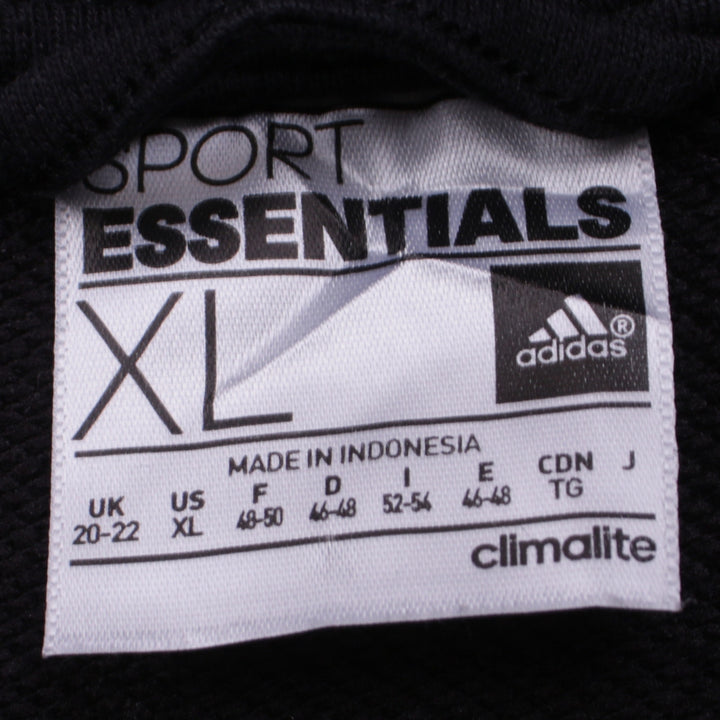 SPORT
ESSENTIALS
XL
adidas®
MADE IN INDONESIA
UK US F D I E CDN J
20-22 XL 48-50 46-48 52-54 46-48 TG
climalite